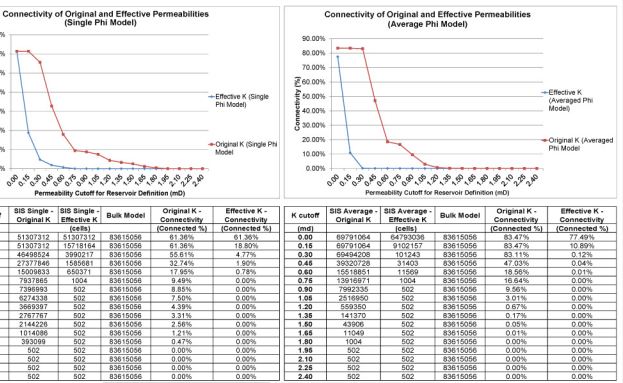 Connectivity of Original and Effective Permeabilities
(Single Phi Model)
Effective K (Single
Phi Model)
Original K (Single Phi
Model
0.00 0.15 0.30 0.45 0.60 0.75 0.90 1.05 1.20 1.35 1.50 1.65 1.80 1.95 2.10 2.25 2.40
Permeability Cutoff for Reservoir Definition (mD)
Connectivity of Original and Effective Permeabilities
(Average Phi Model)
90.00%
80.00%
70.00%
60.00%
50.00%
40.00%
30.00%
20.00%
10.00%
0.00%
Connectivity (%)
Effective K
(Averaged Phi
Model)
Original K (Averaged
Phi Model
0.00 0.15 0.30 0.45 0.60 0.75 0.90 1.05 1.20 1.35 1.50 1.65 1.80 1.95 2.10 2.25 2.40
Permeability Cutoff for Reservoir Definition (mD)
SIS Single - SIS Single - Bulk Model Original K - Effective K -
Original K Effective K Connectivity Connectivity
(cells) (Connected %) (Connected %)
51307312 51307312 83615056 61.36% 61.36%
51307312 15718164 83615056 61.36% 18.80%
46498524 3990217 83615056 55.61% 4.77%
27377846 1585681 83615056 32.74% 1.90%
15009833 650371 83615056 17.95% 0.78%
7937865 1004 83615056 9.49% 0.00%
7396993 502 83615056 8.85% 0.00%
6274338 502 83615056 7.50% 0.00%
3669397 502 83615056 4.39% 0.00%
2767767 502 83615056 3.31% 0.00%
2144226 502 83615056 2.56% 0.00%
1014086 502 83615056 1.21% 0.00%
393099 502 83615056 0.47% 0.00%
502 502 83615056 0.00% 0.00%
502 502 83615056 0.00% 0.00%
502 502 83615056 0.00% 0.00%
502 502 83615056 0.00% 0.00%
K cutoff SIS Average - SIS Average - Bulk Model Original K - Effective K -
Original K Effective K Connectivity Connectivity
(md) (cells) (Connected %) (Connected %)
0.00 69791064 64793036 83615056 83.47% 77.49%
0.15 69791064 9102157 83615056 83.47% 10.89%
0.30 69494208 101243 83615056 83.11% 0.12%
0.45 39320728 31403 83615056 47.03% 0.04%
0.60 15518851 11569 83615056 18.56% 0.01%
0.75 13916971 1004 83615056 16.64% 0.00%
0.90 7992335 502 83615056 9.56% 0.00%
1.05 2516950 502 83615056 3.01% 0.00%
1.20 559350 502 83615056 0.67% 0.00%
1.35 141370 502 83615056 0.17% 0.00%
1.50 43906 502 83615056 0.05% 0.00%
1.65 11049 502 83615056 0.01% 0.00%
1.80 1004 502 83615056 0.00% 0.00%
1.95 502 502 83615056 0.00% 0.00%
2.10 502 502 83615056 0.00% 0.00%
2.25 502 502 83615056 0.00% 0.00%
2.40 502 502 83615056 0.00% 0.00%